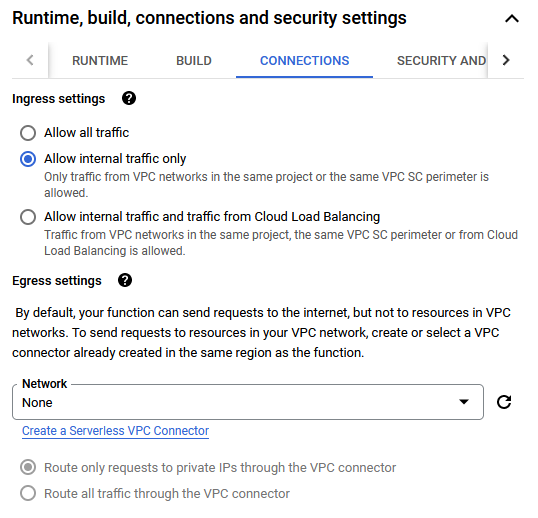 Runtime, build, connections and security settings
RUNTIME BUILD CONNECTIONS SECURITY AND
Ingress settings
Allow all traffic
Allow internal traffic only
Only traffic from VPC networks in the same project or the same VPC SC perimeter is
allowed.
Allow internal traffic and traffic from Cloud Load Balancing
Traffic from VPC networks in the same project, the same VPC SC perimeter or from Cloud
Load Balancing is allowed.
Egress settings
By default, your function can send requests to the internet, but not to resources in VPC
networks. To send requests to resources in your VPC network, create or select a VPC
connector already created in the same region as the function.
Network
None
Create a Serverless VPC Connector
Route only requests to private IPs through the VPC connector
Route all traffic through the VPC connector